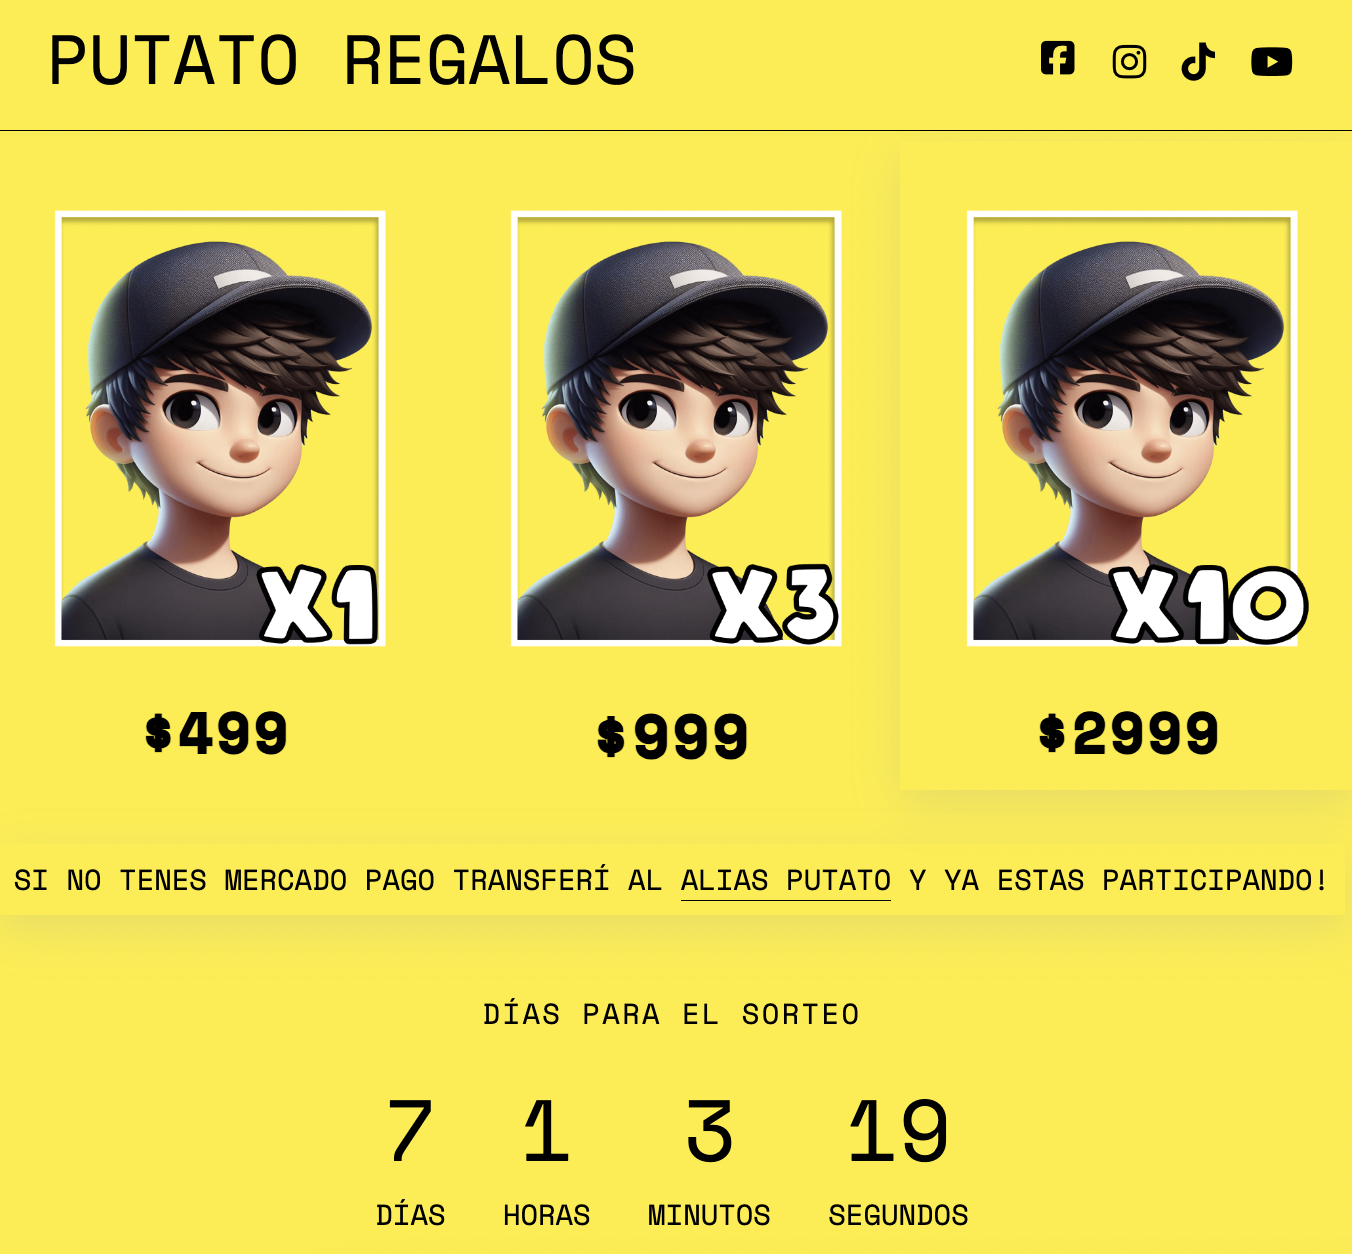 PUTATO REGALOS
X1
X3
X10
$499
$999
$2999
SI NO TENES MERCADO PAGO TRANSFERÍ AL ALIAS PUTATO Y YA ESTAS PARTICIPANDO!
DÍAS PARA EL SORTEO
7 1 3 19
DÍAS HORAS MINUTOS SEGUNDOS